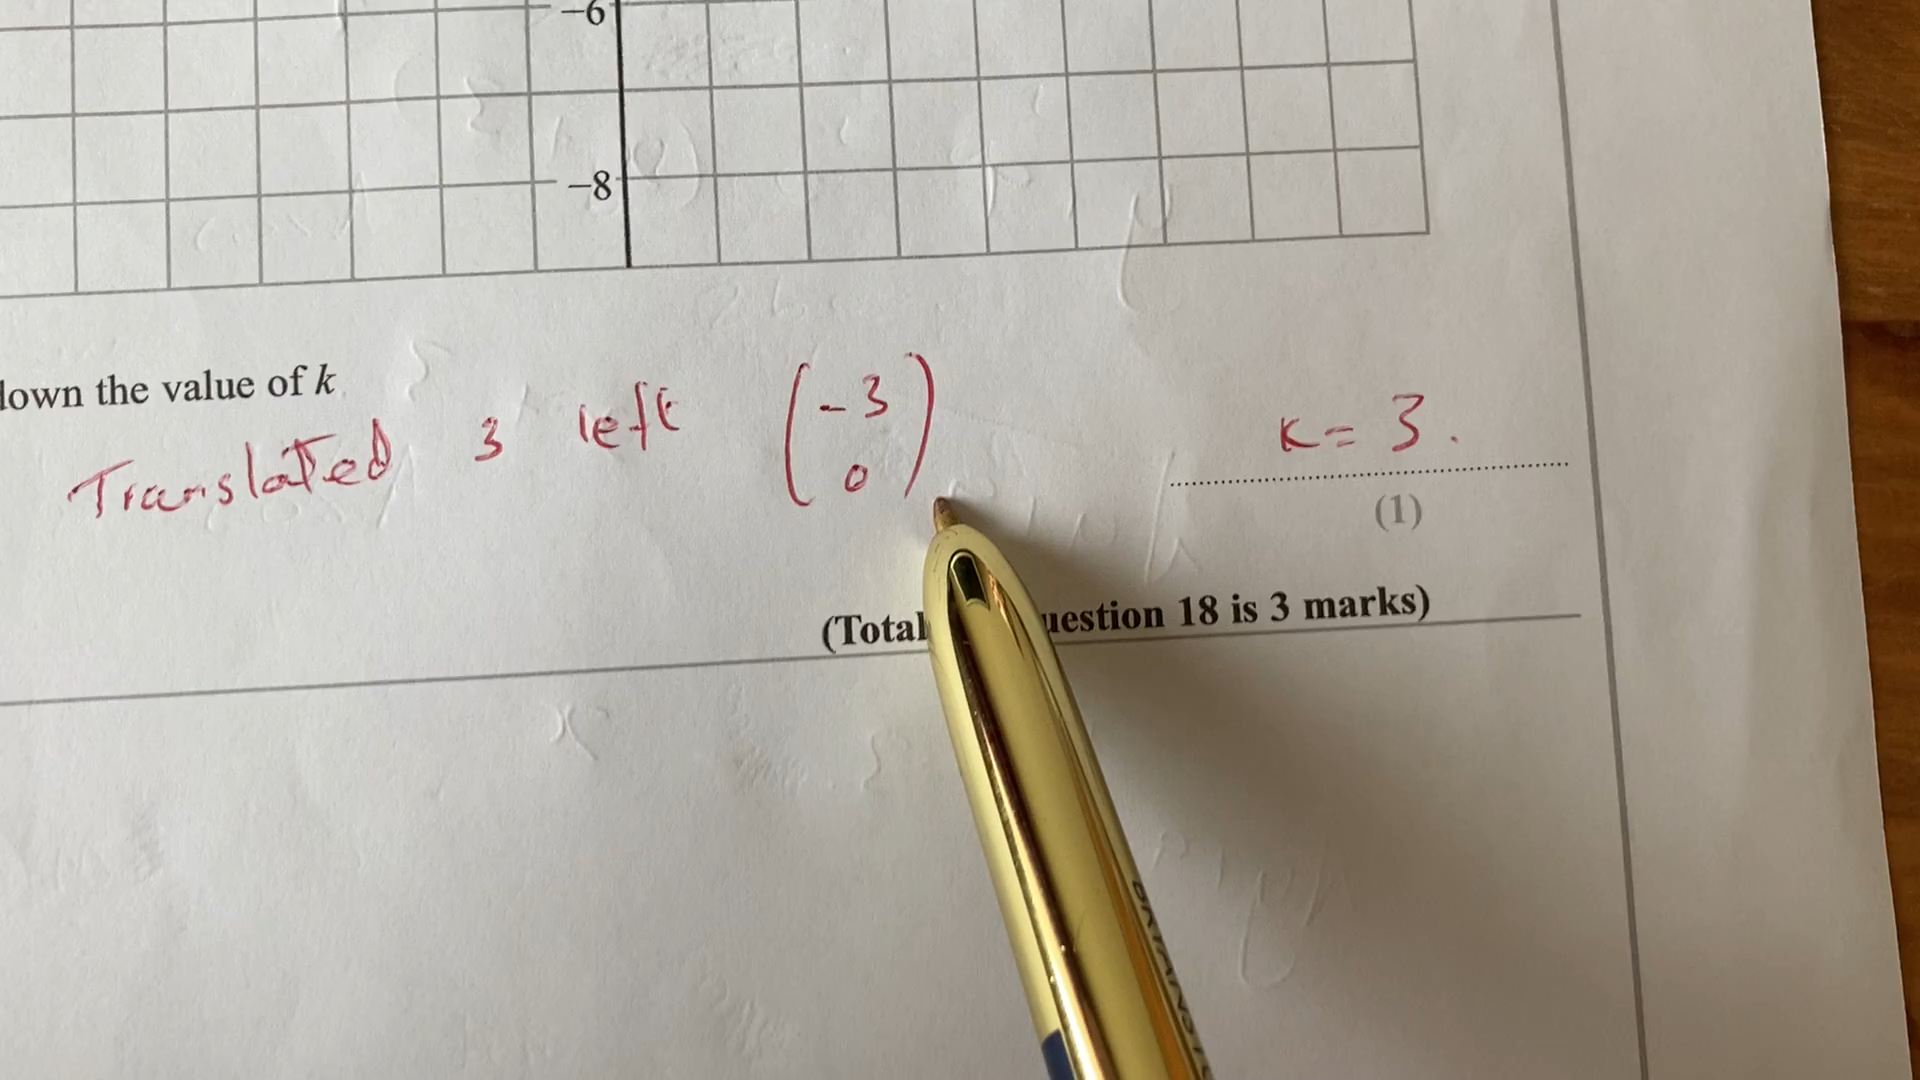 −6
−8
down the value of k
Translated 3 left (-3 0)
k = 3.
(1)
(Total uestion 18 is 3 marks)